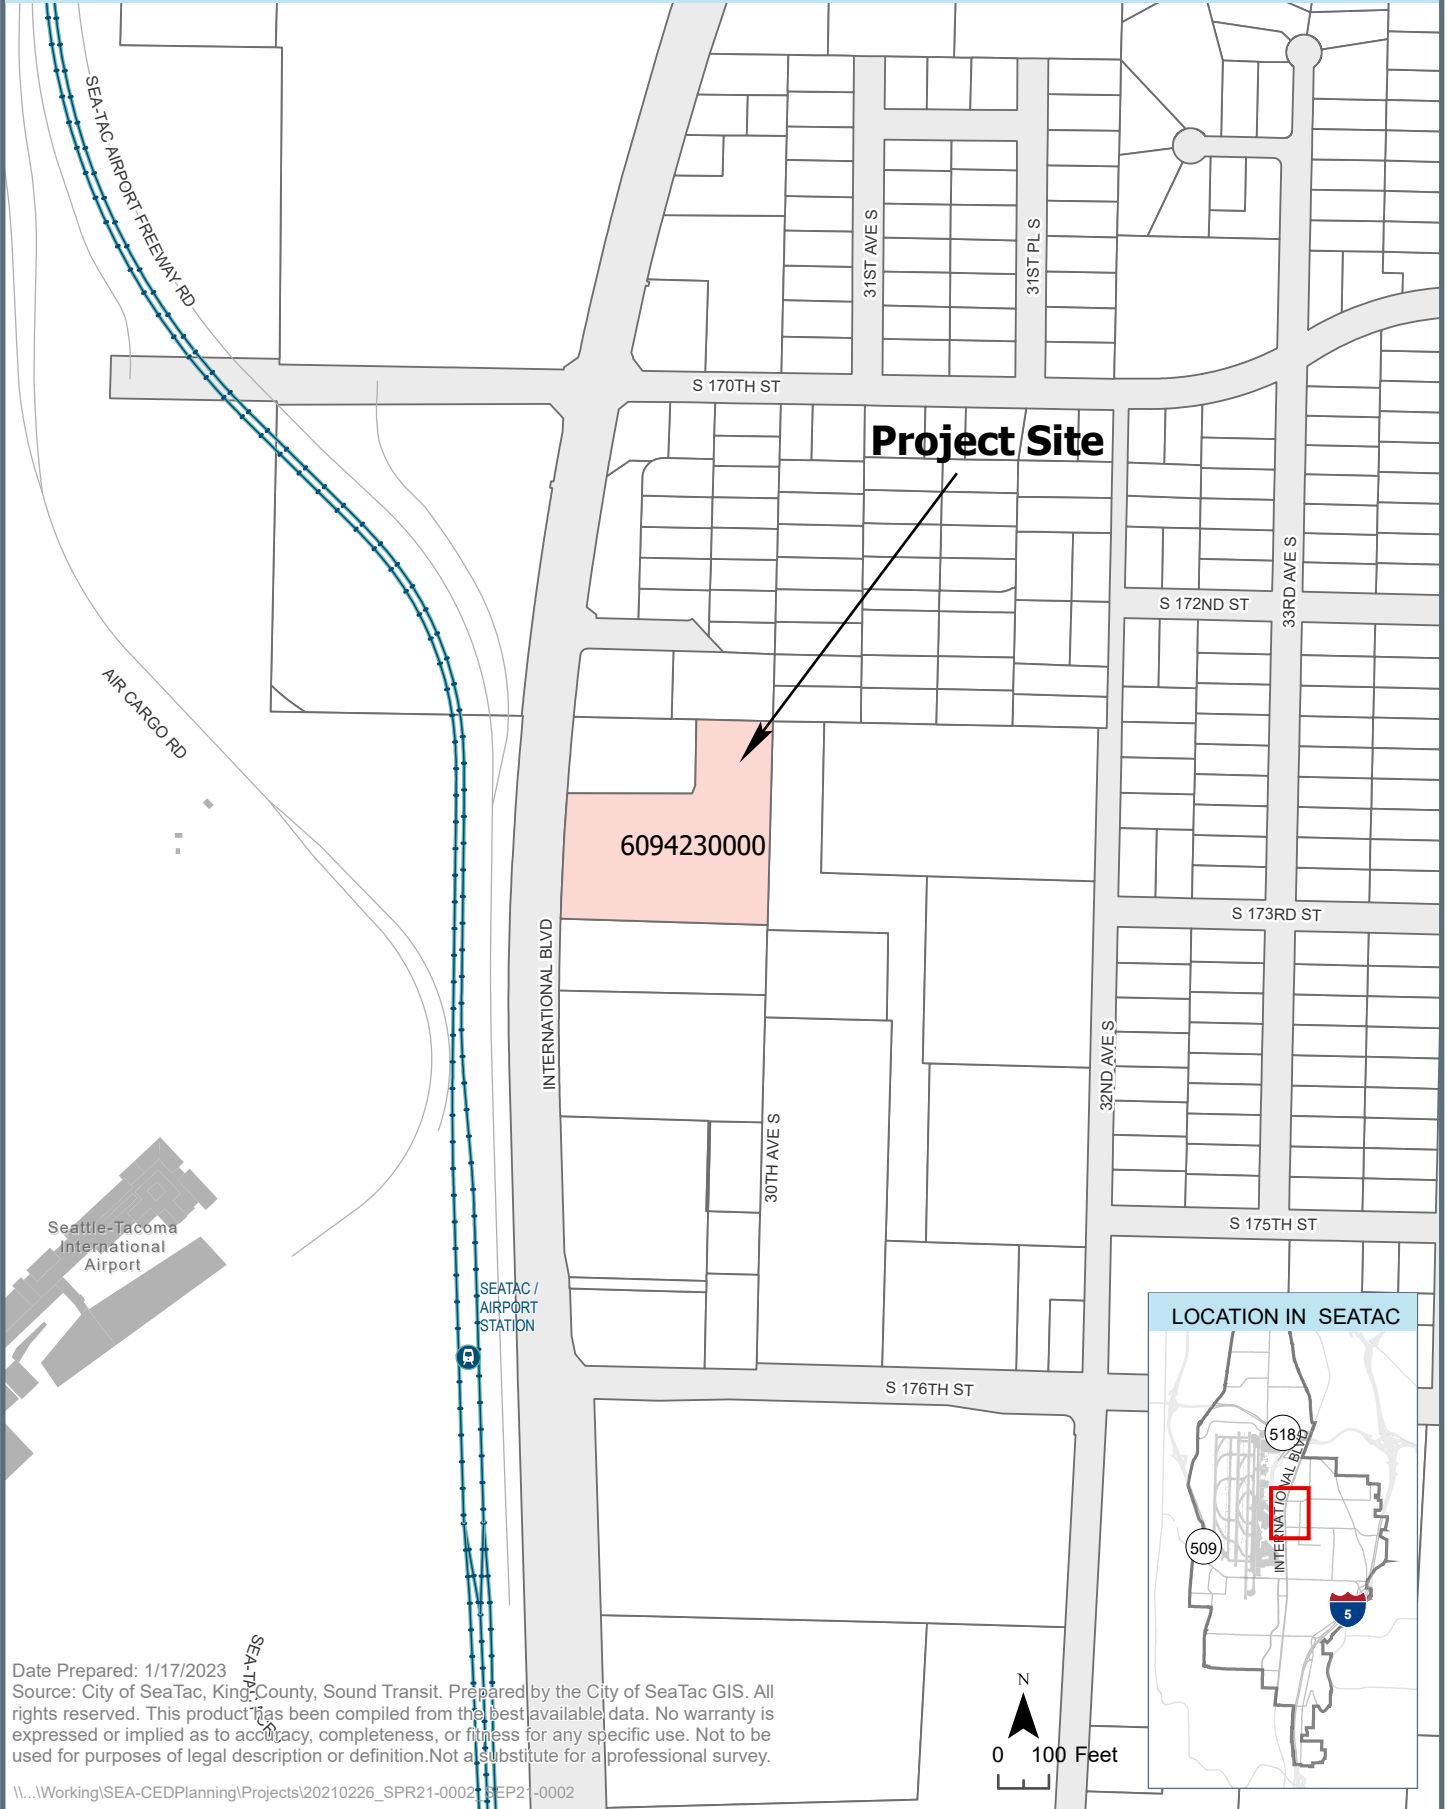 SEA-TAC AIRPORT-FREEWAY-RD
31ST AVE S
31ST PL S
S 170TH ST
Project Site
S 172ND ST
33RD AVE S
AIR CARGO RD
6094230000
S 173RD ST
INTERNATIONAL BLVD
32ND AVE S
30TH AVE S
Seattle-Tacoma
International
Airport
S 175TH ST
SEATAC /
AIRPORT
STATION
S 176TH ST
LOCATION IN SEATAC
518
INTERNATIONAL BLVD
509
5
Date Prepared: 1/17/2023
Source: City of SeaTac, King County, Sound Transit. Prepared by the City of SeaTac GIS. All
rights reserved. This product has been compiled from the best available data. No warranty is
expressed or implied as to accuracy, completeness, or fitness for any specific use. Not to be
used for purposes of legal description or definition.Not a substitute for a professional survey.
\\...\Working\SEA-CEDPlanning\Projects\20210226_SPR21-0002_SEP21-0002
N
0 100 Feet